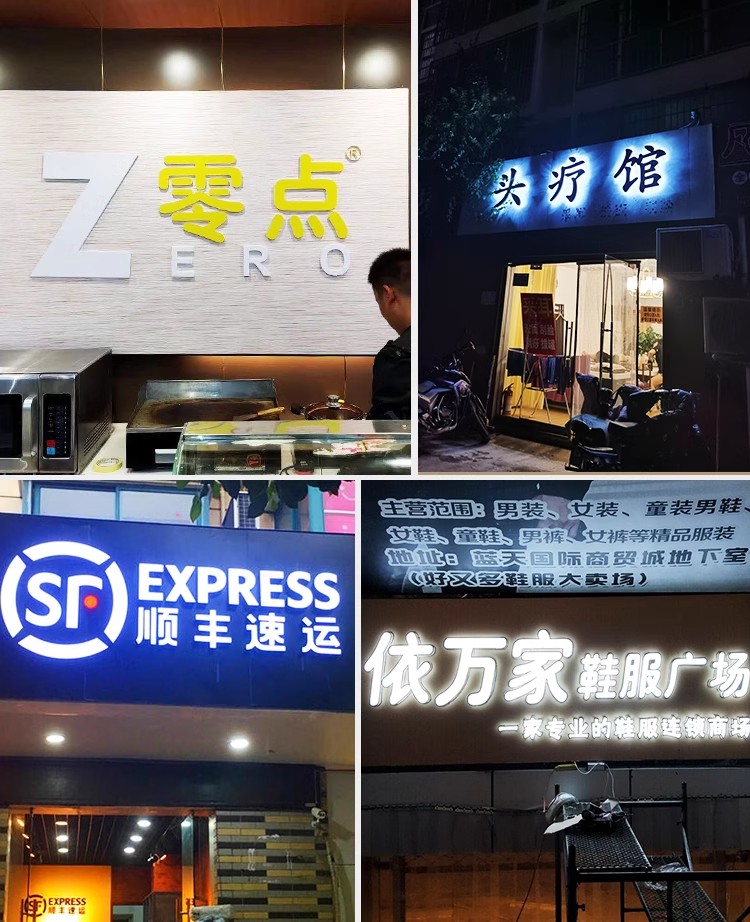 Z 零点®
ZERO
头疗馆
采耳
SF EXPRESS
顺丰速运
SF EXPRESS
顺丰速运
主营范围：男装、女装、童装男鞋、
女鞋、童鞋、男裤、女裤等精品服装
地址：蓝天国际商贸城地下室
（好又多鞋服大卖场）
依万家鞋服广场
一家专业的鞋服连锁商场